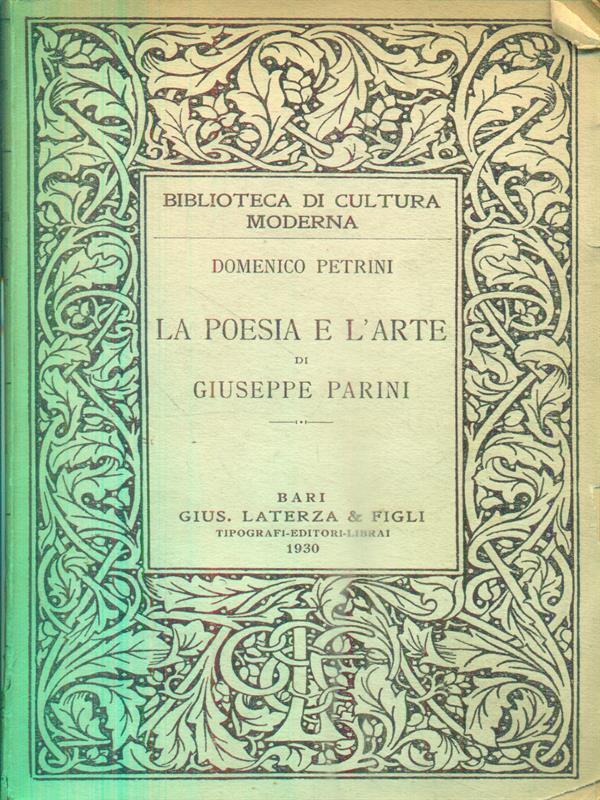 BIBLIOTECA DI CULTURA
MODERNA
DOMENICO PETRINI
LA POESIA E L'ARTE
DI
GIUSEPPE PARINI
BARI
GIUS. LATERZA & FIGLI
TIPOGRAFI-EDITORI-LIBRAI
1930